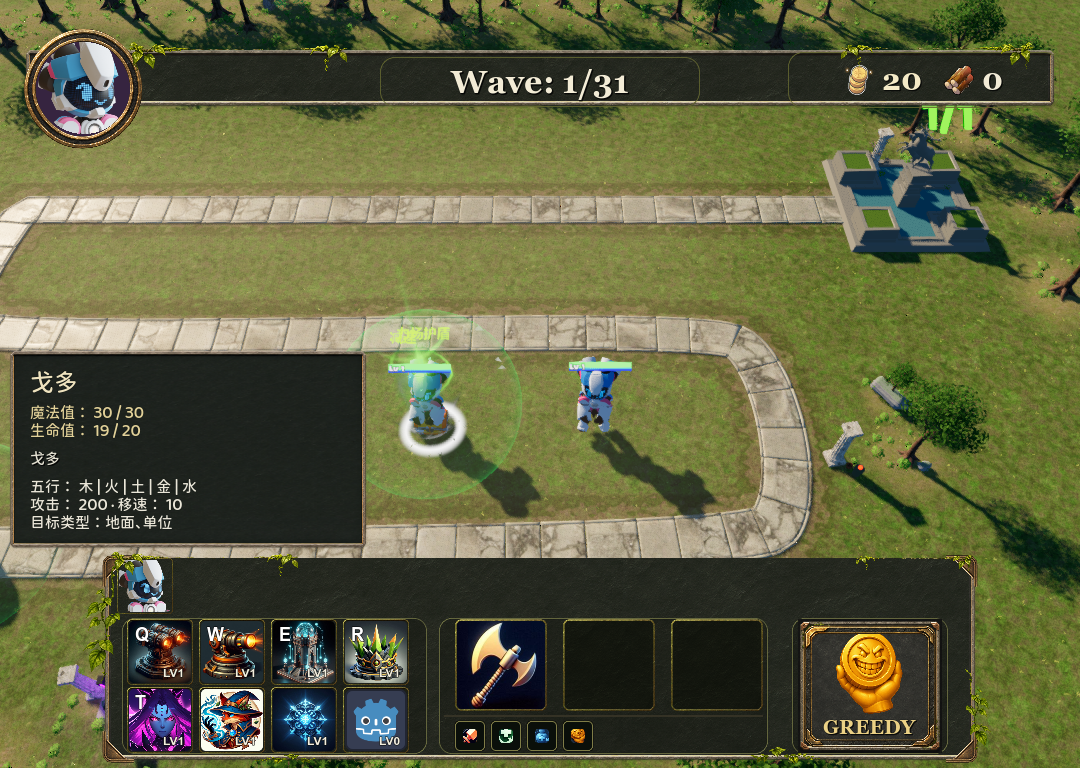 Wave: 1/31
20
0
1/1
护盾
戈多
魔法值： 30 / 30
生命值： 19 / 20
戈多
五行： 木 | 火 | 土 | 金 | 水
攻击： 200 · 移速： 10
目标类型：地面、单位
Q
LV1
W
LV1
E
LV1
R
LV1
T
LV1
LV1
LV1
LV0
GREEDY